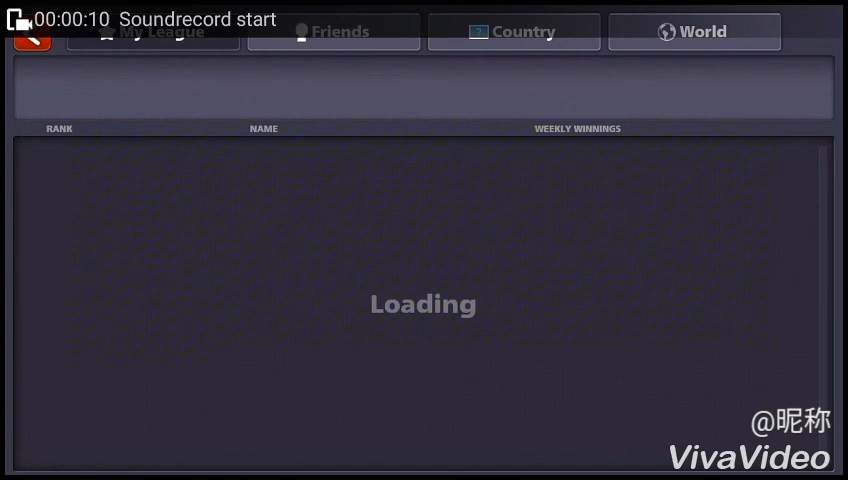 00:00:10 Soundrecord start
My League
Friends
Country
World
RANK
NAME
WEEKLY WINNINGS
Loading
@昵称
VivaVideo